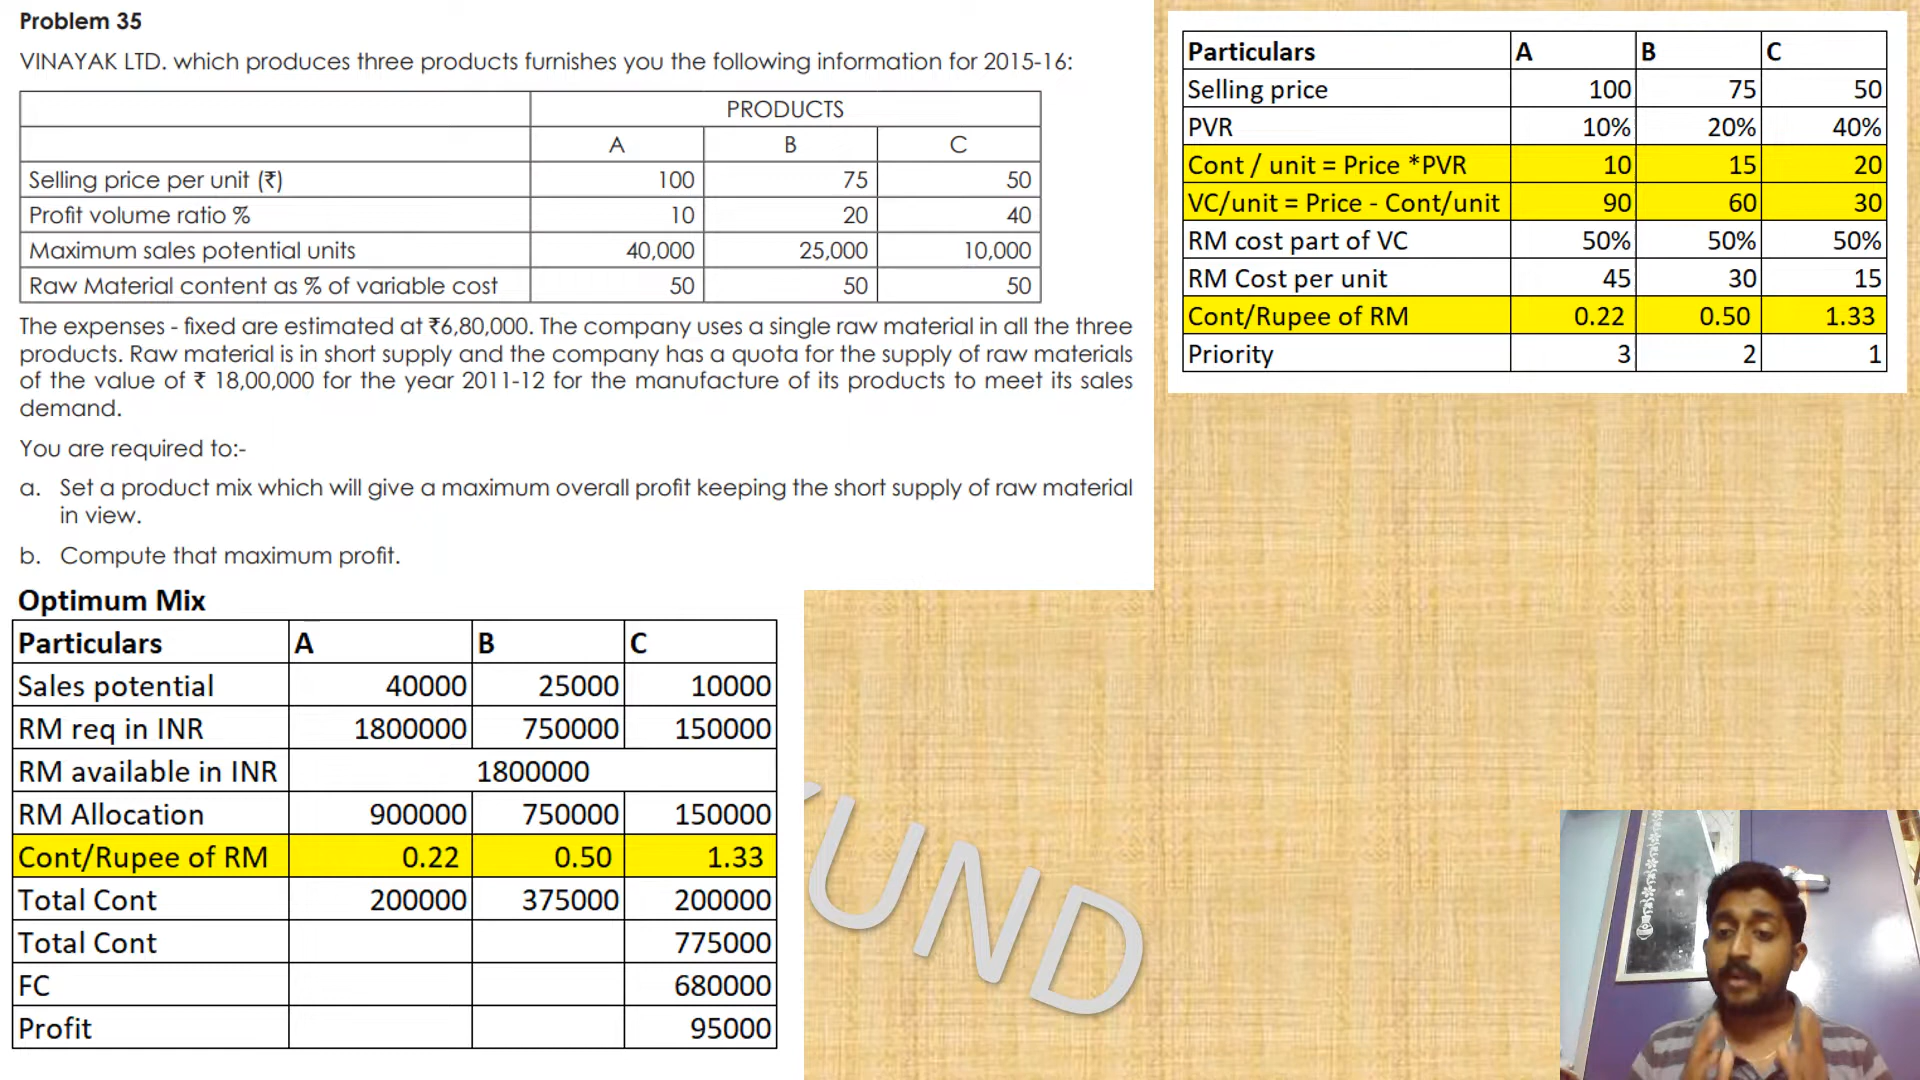 Problem 35
VINAYAK LTD. which produces three products furnishes you the following information for 2015-16:
PRODUCTS
A B C
Selling price per unit (₹) 100 75 50
Profit volume ratio % 10 20 40
Maximum sales potential units 40,000 25,000 10,000
Raw Material content as % of variable cost 50 50 50
The expenses - fixed are estimated at ₹6,80,000. The company uses a single raw material in all the three
products. Raw material is in short supply and the company has a quota for the supply of raw materials
of the value of ₹ 18,00,000 for the year 2011-12 for the manufacture of its products to meet its sales
demand.
You are required to:-
a. Set a product mix which will give a maximum overall profit keeping the short supply of raw material
in view.
b. Compute that maximum profit.
Optimum Mix
Particulars A B C
Sales potential 40000 25000 10000
RM req in INR 1800000 750000 150000
RM available in INR 1800000
RM Allocation 900000 750000 150000
Cont/Rupee of RM 0.22 0.50 1.33
Total Cont 200000 375000 200000
Total Cont 775000
FC 680000
Profit 95000
Particulars A B C
Selling price 100 75 50
PVR 10% 20% 40%
Cont / unit = Price *PVR 10 15 20
VC/unit = Price - Cont/unit 90 60 30
RM cost part of VC 50% 50% 50%
RM Cost per unit 45 30 15
Cont/Rupee of RM 0.22 0.50 1.33
Priority 3 2 1
UND